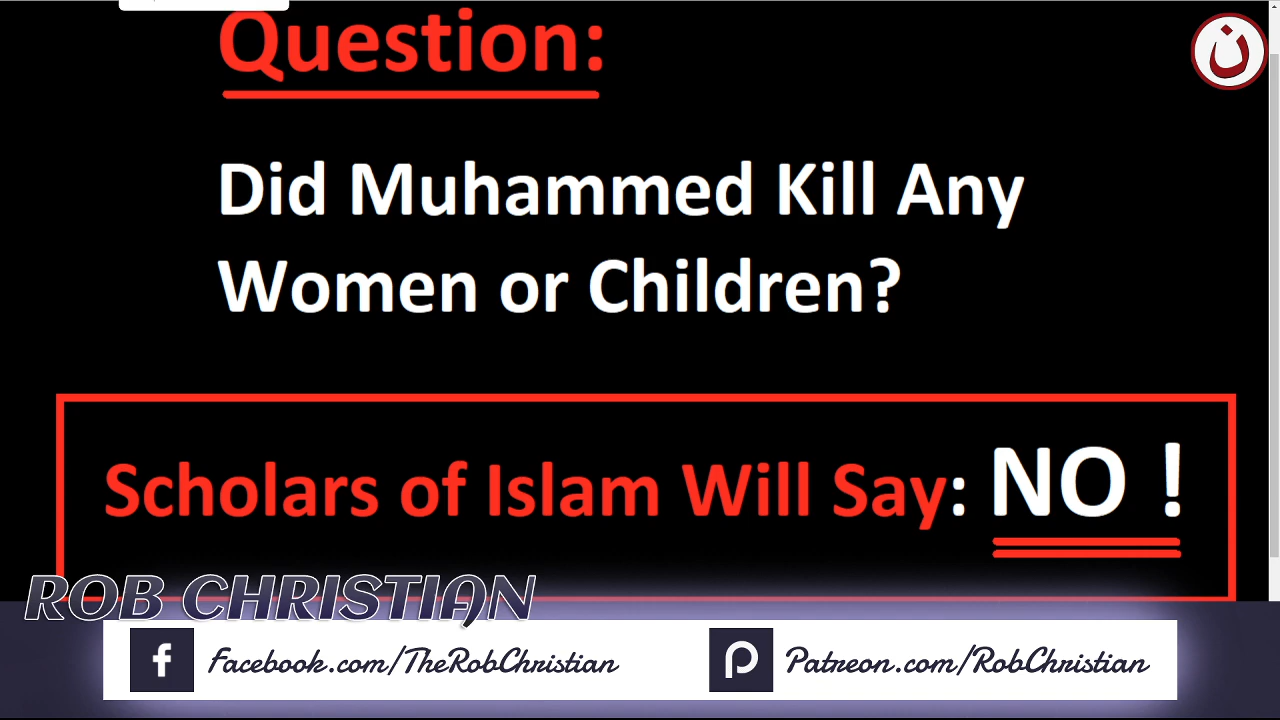 Question:
ن
Did Muhammed Kill Any
Women or Children?
Scholars of Islam Will Say: NO !
ROB CHRISTIAN
Facebook.com/TheRobChristian
Patreon.com/RobChristian